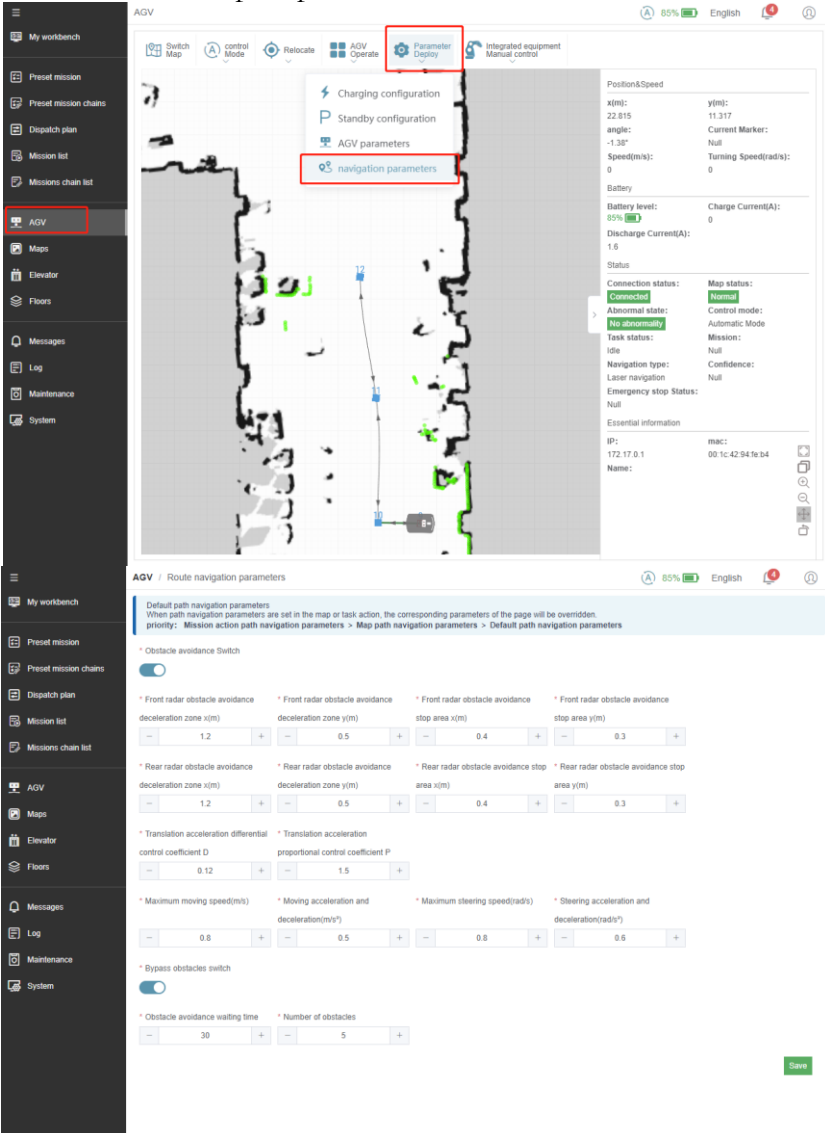 AGV
85%
English
4
My workbench
Preset mission
Preset mission chains
Dispatch plan
Mission list
Missions chain list
AGV
Maps
Elevator
Floors
Messages
Log
Maintenance
System
Switch Map
control Mode
Relocate
AGV Operate
Parameter Deploy
Integrated equipment Manual control
Charging configuration
Standby configuration
AGV parameters
navigation parameters
12
11
10
Position&Speed
x(m): y(m):
22.815 11.317
angle: Current Marker:
-1.38° Null
Speed(m/s): Turning Speed(rad/s):
0 0
Battery
Battery level: Charge Current(A):
85% 0
Discharge Current(A):
1.6
Status
Connection status: Map status:
Connected Normal
Abnormal state: Control mode:
No abnormality Automatic Mode
Task status: Mission:
Idle Null
Navigation type: Confidence:
Laser navigation Null
Emergency stop Status:
Null
Essential information
IP: mac:
172.17.0.1 00:1c:42:94:fe:b4
Name:
AGV / Route navigation parameters
85%
English
4
My workbench
Preset mission
Preset mission chains
Dispatch plan
Mission list
Missions chain list
AGV
Maps
Elevator
Floors
Messages
Log
Maintenance
System
Default path navigation parameters
When path navigation parameters are set in the map or task action, the corresponding parameters of the page will be overridden.
priority: Mission action path navigation parameters > Map path navigation parameters > Default path navigation parameters
* Obstacle avoidance Switch
* Front radar obstacle avoidance * Front radar obstacle avoidance * Front radar obstacle avoidance * Front radar obstacle avoidance
deceleration zone x(m) deceleration zone y(m) stop area x(m) stop area y(m)
− 1.2 + − 0.5 + − 0.4 + − 0.3 +
* Rear radar obstacle avoidance * Rear radar obstacle avoidance * Rear radar obstacle avoidance stop * Rear radar obstacle avoidance stop
deceleration zone x(m) deceleration zone y(m) area x(m) area y(m)
− 1.2 + − 0.5 + − 0.4 + − 0.3 +
* Translation acceleration differential * Translation acceleration
control coefficient D proportional control coefficient P
− 0.12 + − 1.5 +
* Maximum moving speed(m/s) * Moving acceleration and * Maximum steering speed(rad/s) * Steering acceleration and
deceleration(m/s²) deceleration(rad/s²)
− 0.8 + − 0.5 + − 0.8 + − 0.6 +
* Bypass obstacles switch
* Obstacle avoidance waiting time * Number of obstacles
− 30 + − 5 +
Save